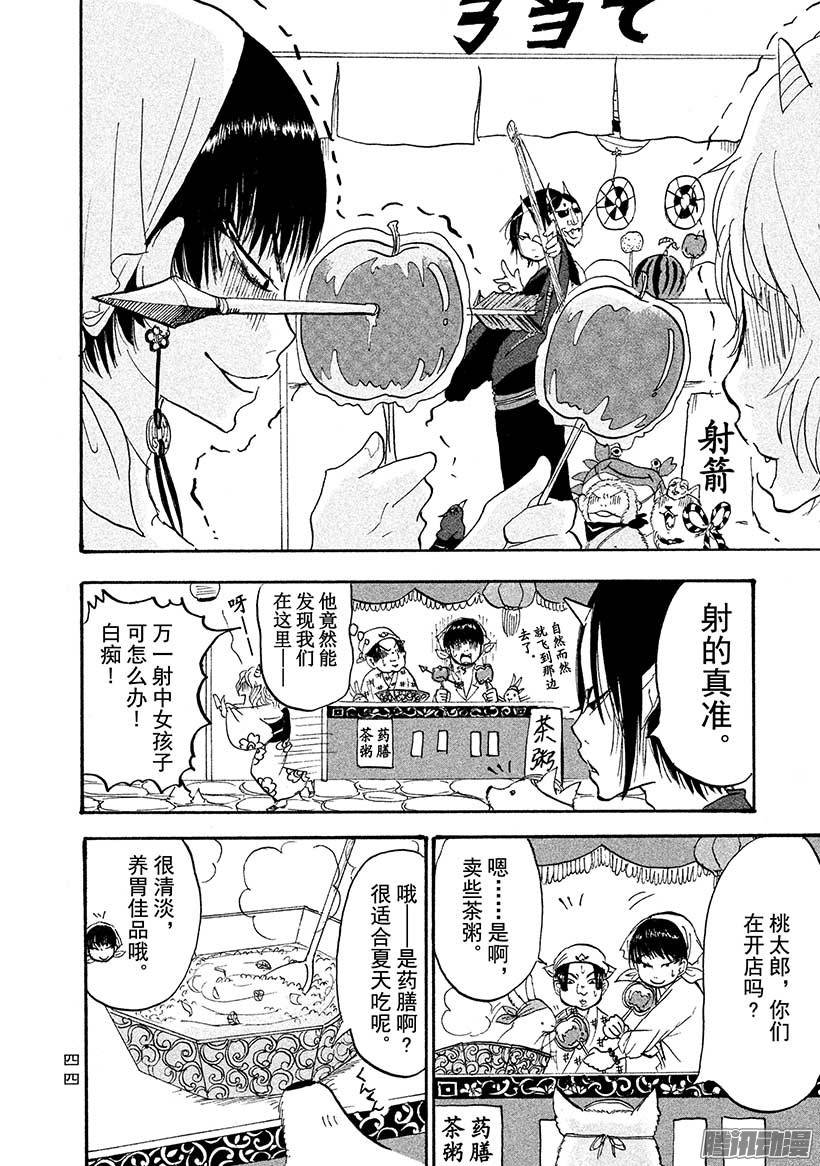 う当て
射箭
射的真准。
自然而然
就飞到那边
去了。
他竟然能
发现我们
在这里——
呀
万一射中女孩子
可怎么办！
白痴！
茶粥
药膳
茶粥
桃太郎，你们
在开店吗？
嗯……是啊，
卖些茶粥。
药膳
茶粥
哦——是药膳啊？
很适合夏天吃呢。
很清淡，
养胃佳品哦。
四四
腾讯动漫